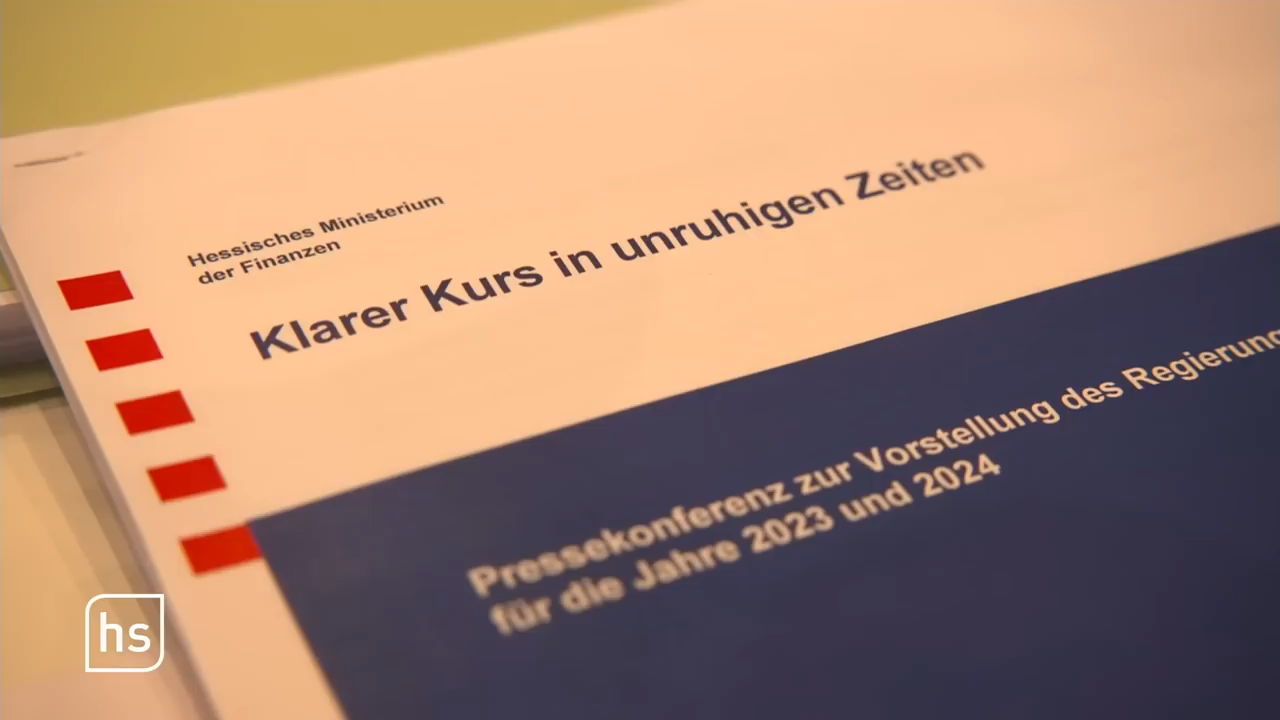 Hessisches Ministerium
der Finanzen
Klarer Kurs in unruhigen Zeiten
Pressekonferenz zur Vorstellung des Regierung
für die Jahre 2023 und 2024
hs